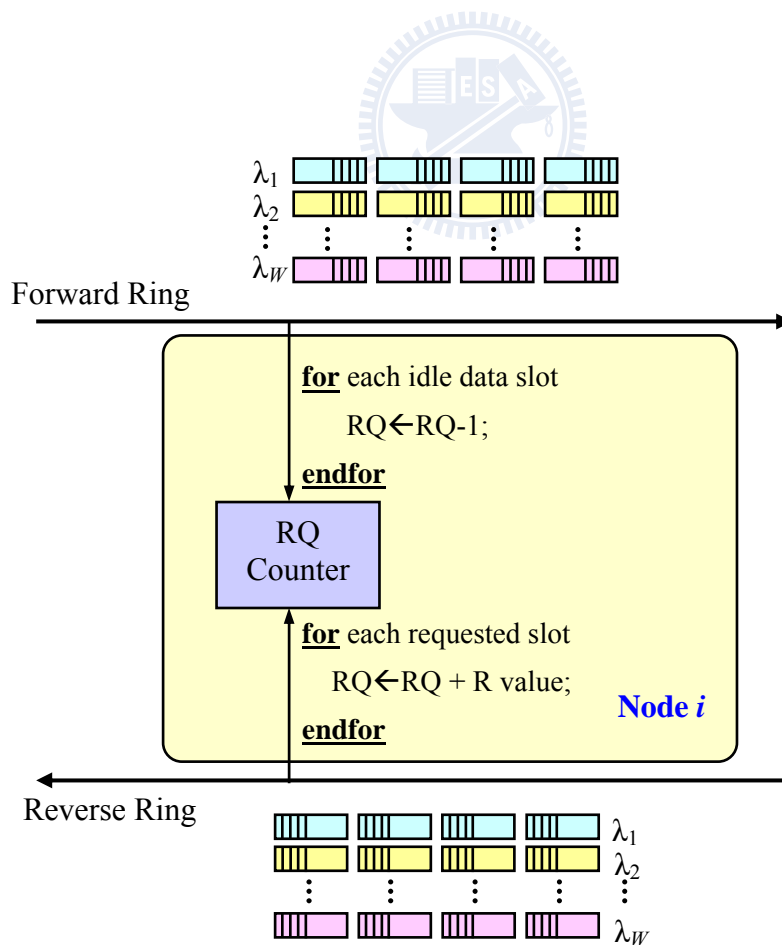 E S A
λ1
λ2
λW
Forward Ring
for each idle data slot
RQ←RQ-1;
endfor
RQ
Counter
for each requested slot
RQ←RQ + R value;
endfor
Node i
Reverse Ring
λ1
λ2
λW